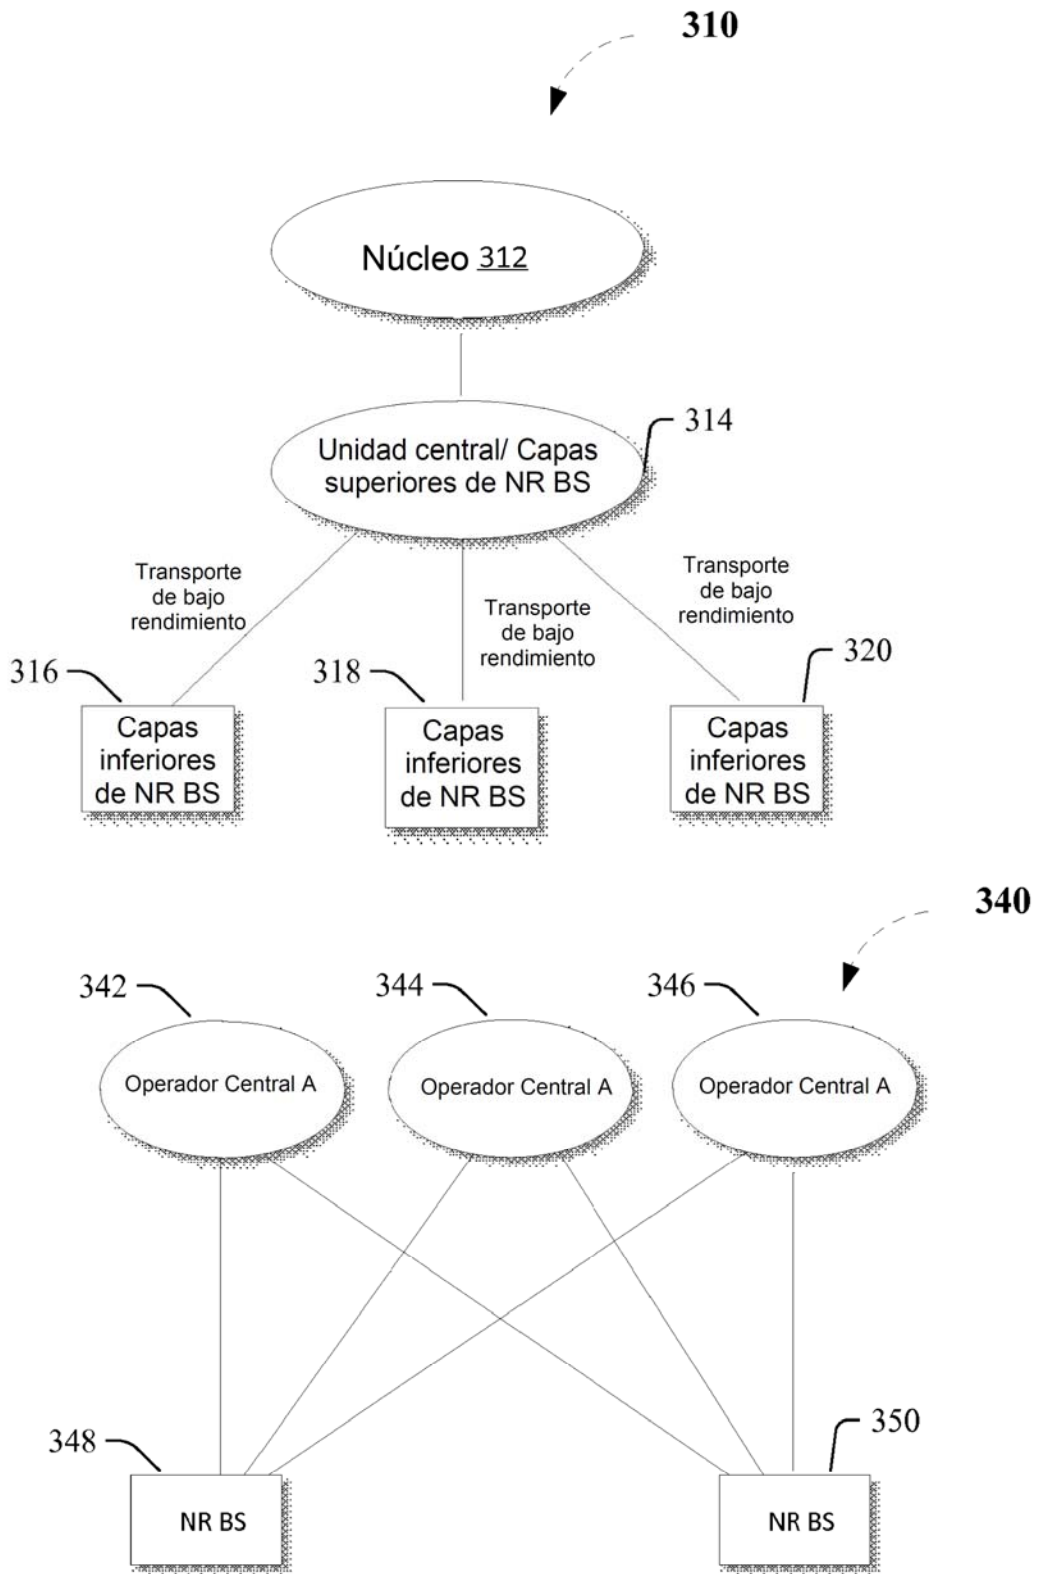 310
Núcleo 312
314
Unidad central/ Capas
superiores de NR BS
Transporte
de bajo
rendimiento
Transporte
de bajo
rendimiento
Transporte
de bajo
rendimiento
316
318
320
Capas
inferiores
de NR BS
Capas
inferiores
de NR BS
Capas
inferiores
de NR BS
340
342
344
346
Operador Central A
Operador Central A
Operador Central A
348
350
NR BS
NR BS